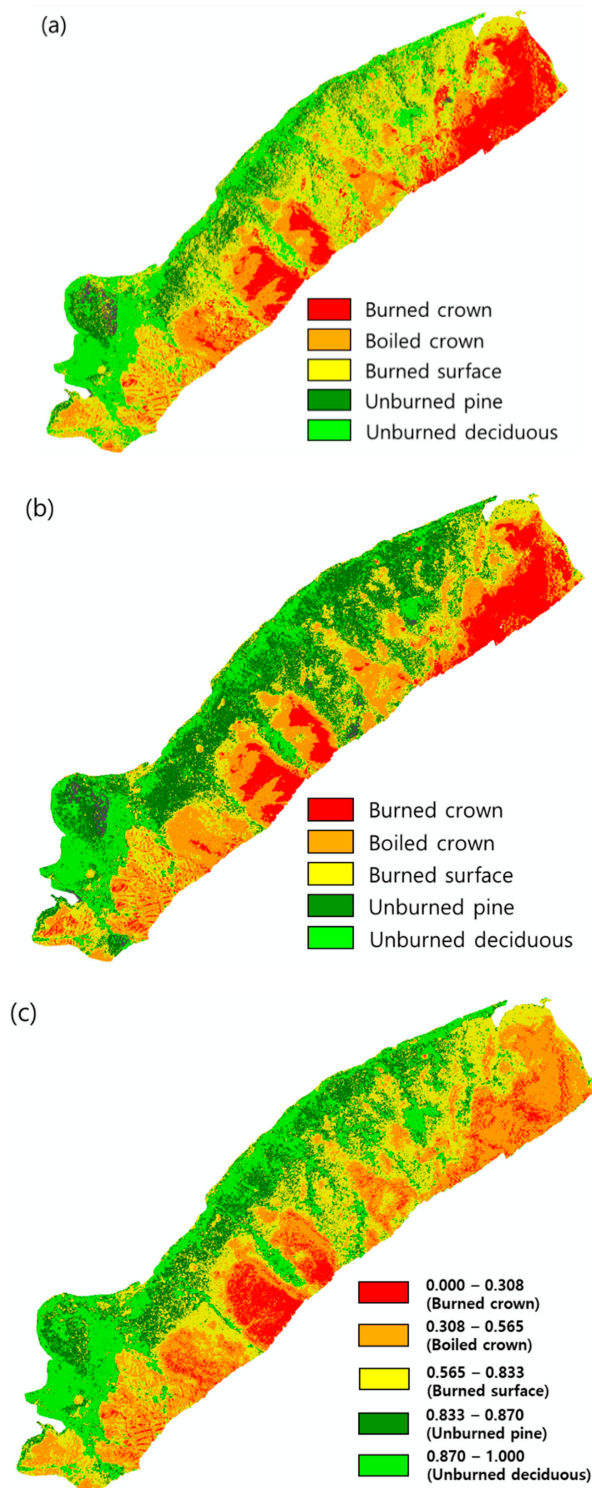 (a)
Burned crown
Boiled crown
Burned surface
Unburned pine
Unburned deciduous
(b)
Burned crown
Boiled crown
Burned surface
Unburned pine
Unburned deciduous
(c)
0.000 – 0.308
(Burned crown)
0.308 – 0.565
(Boiled crown)
0.565 – 0.833
(Burned surface)
0.833 – 0.870
(Unburned pine)
0.870 – 1.000
(Unburned deciduous)